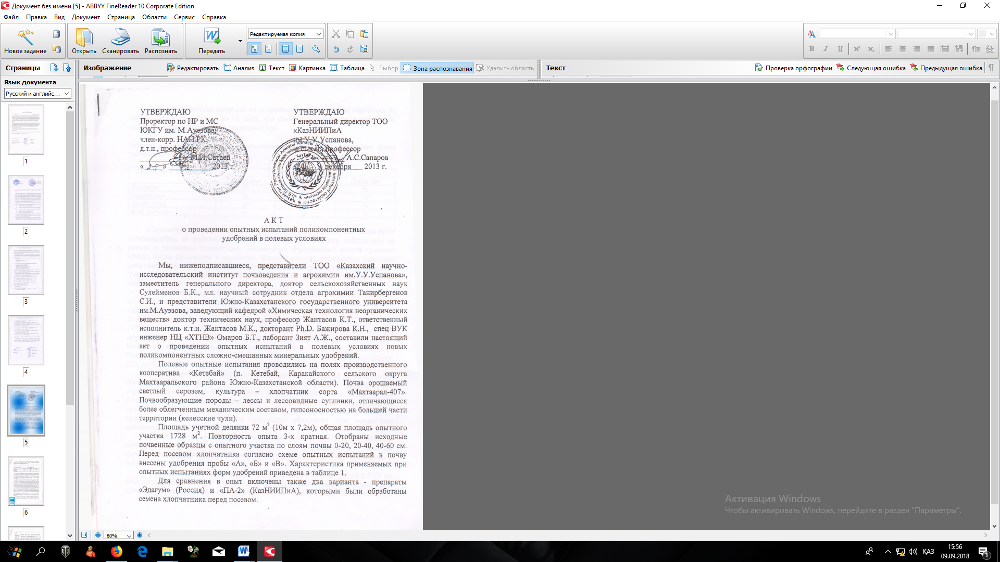 Документ без имени [5] - ABBYY FineReader 10 Corporate Edition
Файл Правка Вид Документ Страница Области Сервис Справка
Новое задание
Открыть Сканировать Распознать
Передать
Редактируемая копия
Страницы
Изображение
Редактировать Анализ Текст Картинка Таблица Выбор Зона распознавания Удалить область
Текст
Проверка орфографии Следующая ошибка Предыдущая ошибка
Язык документа
Русский и английс...
1
2
3
4
5
6
УТВЕРЖДАЮ
Проректор по НР и МС
ЮКГУ им. М.Ауезова,
член-корр. НАН РК,
д.т.н., профессор
М.И.Сатаев
« 25 » 2013 г.
УТВЕРЖДАЮ
Генеральный директор ТОО
«КазНИИПиА
им.У.У.Успанова,
профессор
А.С.Сапаров
декабря 2013 г.
А К Т
о проведении опытных испытаний поликомпонентных
удобрений в полевых условиях
Мы, нижеподписавшиеся, представители ТОО «Казахский научно-
исследовательский институт почвоведения и агрохимии им.У.У.Успанова»,
заместитель генерального директора, доктор сельскохозяйственных наук
Сулейменов Б.К., мл. научный сотрудник отдела агрохимии Танирбергенов
С.И., и представители Южно-Казахстанского государственного университета
им.М.Ауэзова, заведующий кафедрой «Химическая технология неорганических
веществ» доктор технических наук, профессор Жантасов К.Т., ответственный
исполнитель к.т.н. Жантасов М.К., докторант Ph.D. Бажирова К.Н., спец ВУК
инженер НЦ «ХТНВ» Омаров Б.Т., лаборант Зият А.Ж., составили настоящий
акт о проведении опытных испытаний в полевых условиях новых
поликомпонентных сложно-смешанных минеральных удобрений.
Полевые опытные испытания проводились на полях производственного
кооператива «Кетебай» (п. Кетебай, Каракайского сельского округа
Махтааральского района Южно-Казахстанской области). Почва орошаемый
светлый серозем, культура – хлопчатник сорта «Махтаарал-407».
Почвообразующие породы – лессы и лессовидные суглинки, отличающиеся
более облегченным механическим составом, гипсоносностью на большей части
территории (келесские чули).
Площадь учетной делянки 72 м² (10м х 7,2м), общая площадь опытного
участка 1728 м². Повторность опыта 3-х кратная. Отобраны исходные
почвенные образцы с опытного участка по слоям почвы 0-20, 20-40, 40-60 см.
Перед посевом хлопчатника согласно схеме опытных испытаний в почву
внесены удобрения пробы «А», «Б» и «В». Характеристика применяемых при
опытных испытаниях форм удобрений приведена в таблице 1.
Для сравнения в опыт включены также два варианта - препараты
«Эдагум» (Россия) и «ПА-2» (КазНИИПиА), которыми были обработаны
семена хлопчатника перед посевом.
Активация Windows
Чтобы активировать Windows, перейдите в раздел "Параметры".
80%
ҚАЗ
15:56
09.09.2018
1